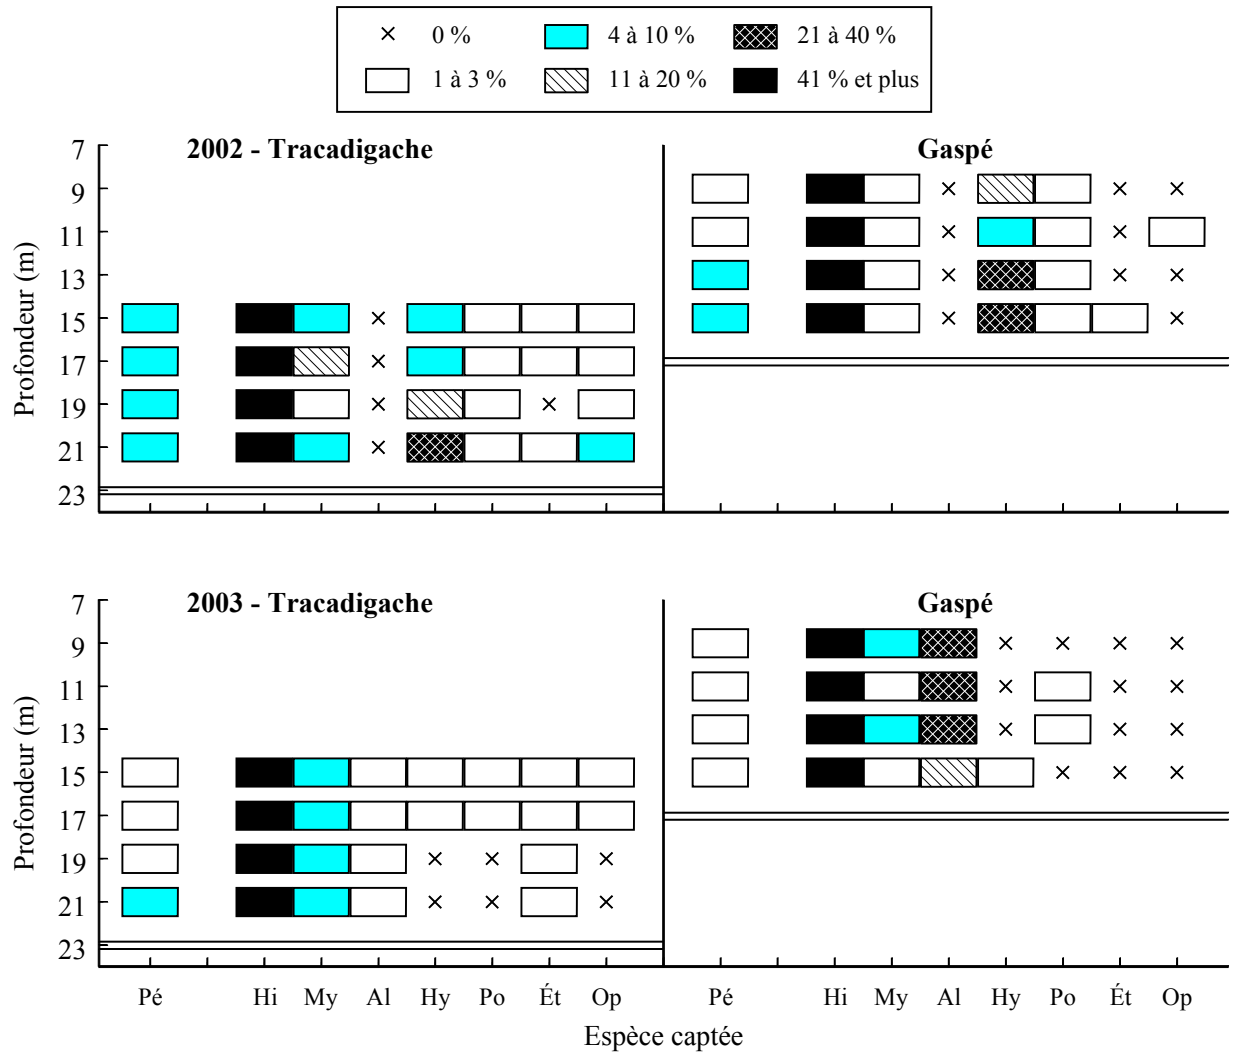 × 0 % 4 à 10 % 21 à 40 %
1 à 3 % 11 à 20 % 41 % et plus
2002 - Tracadigache Gaspé
Profondeur (m)
7
9 × × ×
11 × ×
13 × × ×
15 × × ×
17 ×
19 × ×
21 ×
23
2003 - Tracadigache Gaspé
Profondeur (m)
7
9 × × × ×
11 × × ×
13 × × ×
15 × × ×
17
19 × × ×
21 × × ×
23
Pé Hi My Al Hy Po Ét Op Pé Hi My Al Hy Po Ét Op
Espèce captée